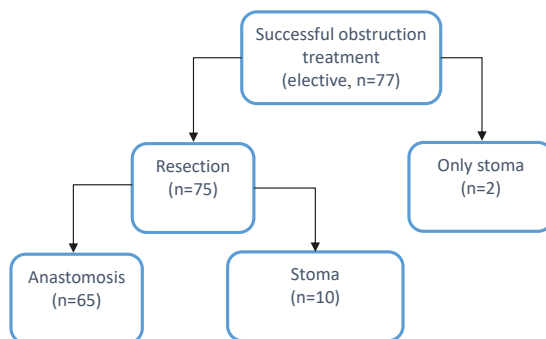 Successful obstruction
treatment
(elective, n=77)
Resection
(n=75)
Only stoma
(n=2)
Anastomosis
(n=65)
Stoma
(n=10)